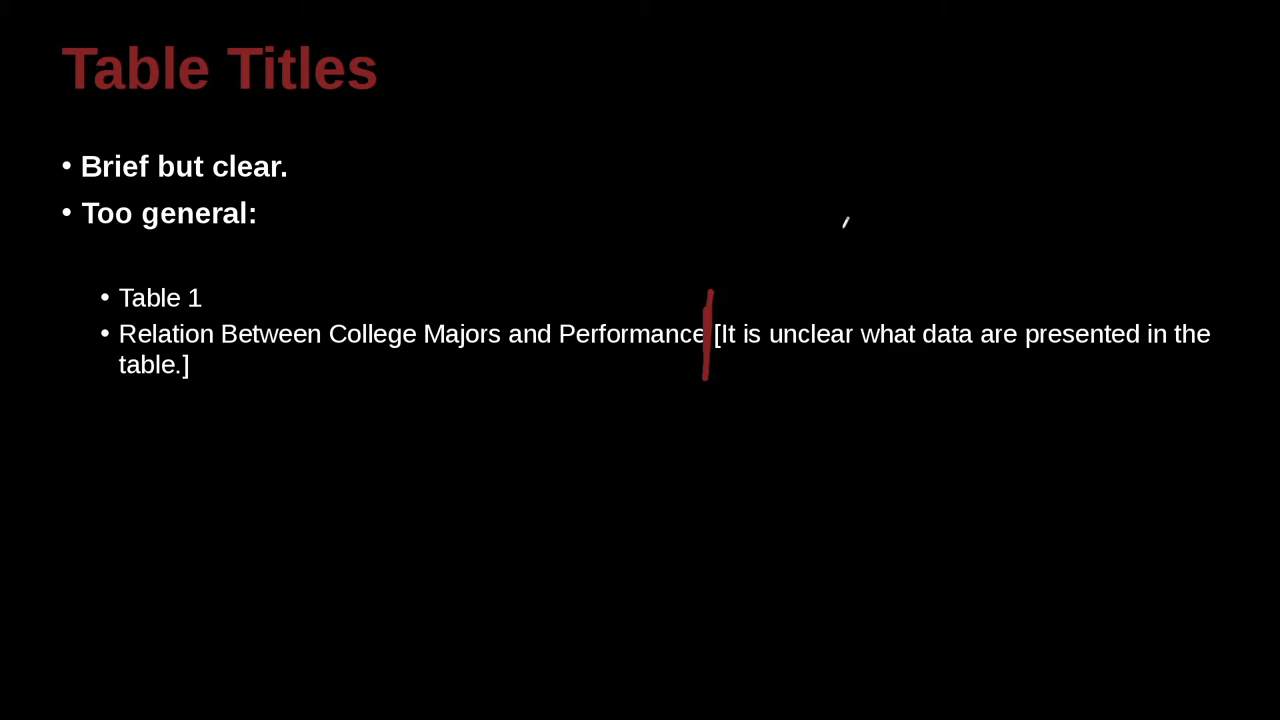 Table Titles
• Brief but clear.
• Too general:
• Table 1
• Relation Between College Majors and Performance [It is unclear what data are presented in the
table.]